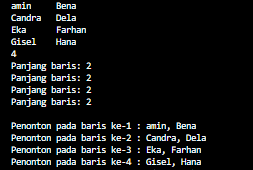 amin    Bena
Candra  Dela
Eka     Farhan
Gisel   Hana
4
Panjang baris: 2
Panjang baris: 2
Panjang baris: 2
Panjang baris: 2

Penonton pada baris ke-1 : amin, Bena
Penonton pada baris ke-2 : Candra, Dela
Penonton pada baris ke-3 : Eka, Farhan
Penonton pada baris ke-4 : Gisel, Hana